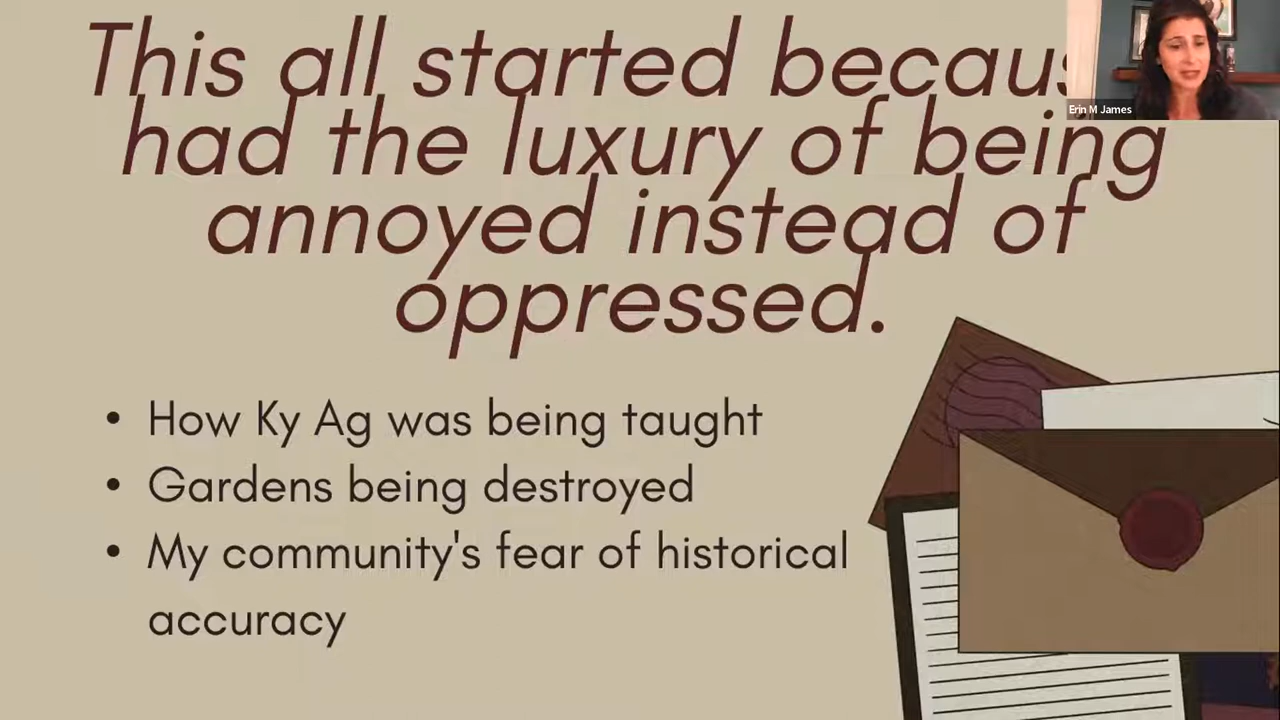 This all started becau
had the luxury of being
annoyed instead of
oppressed.
Erin M James
• How Ky Ag was being taught
• Gardens being destroyed
• My community's fear of historical
accuracy